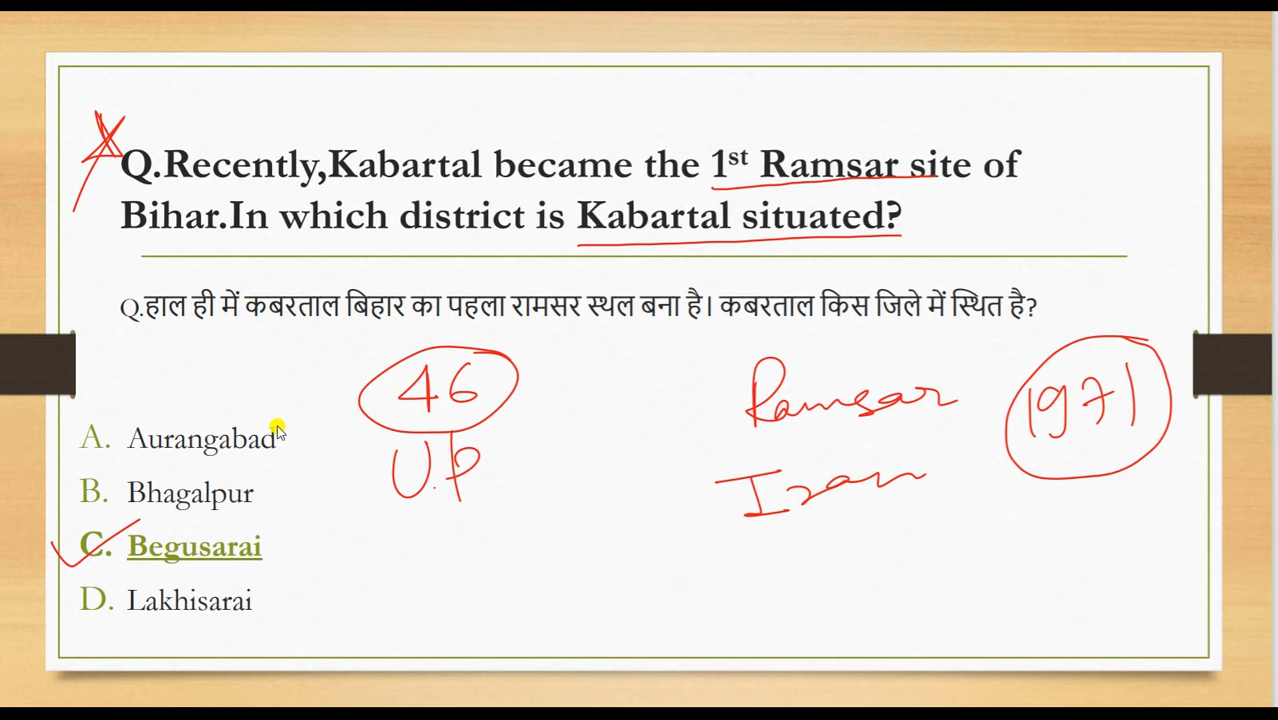 Q.Recently,Kabartal became the 1st Ramsar site of
Bihar.In which district is Kabartal situated?
Q.हाल ही में कबरताल बिहार का पहला रामसर स्थल बना है। कबरताल किस जिले में स्थित है?
46
U.P
Ramsar
Iran
1971
A. Aurangabad
B. Bhagalpur
C. Begusarai
D. Lakhisarai